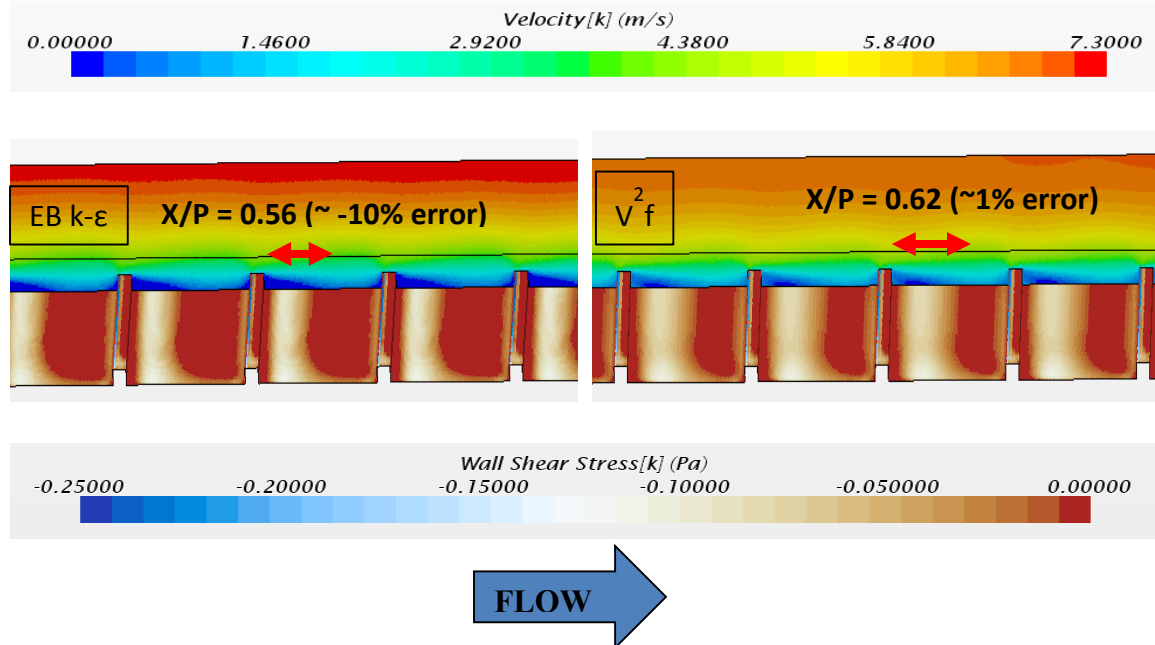 Velocity[k] (m/s)
0.00000 1.4600 2.9200 4.3800 5.8400 7.3000
EB k-ε
X/P = 0.56 (~ -10% error)
V²f
X/P = 0.62 (~1% error)
Wall Shear Stress[k] (Pa)
-0.25000 -0.20000 -0.15000 -0.10000 -0.050000 0.00000
FLOW